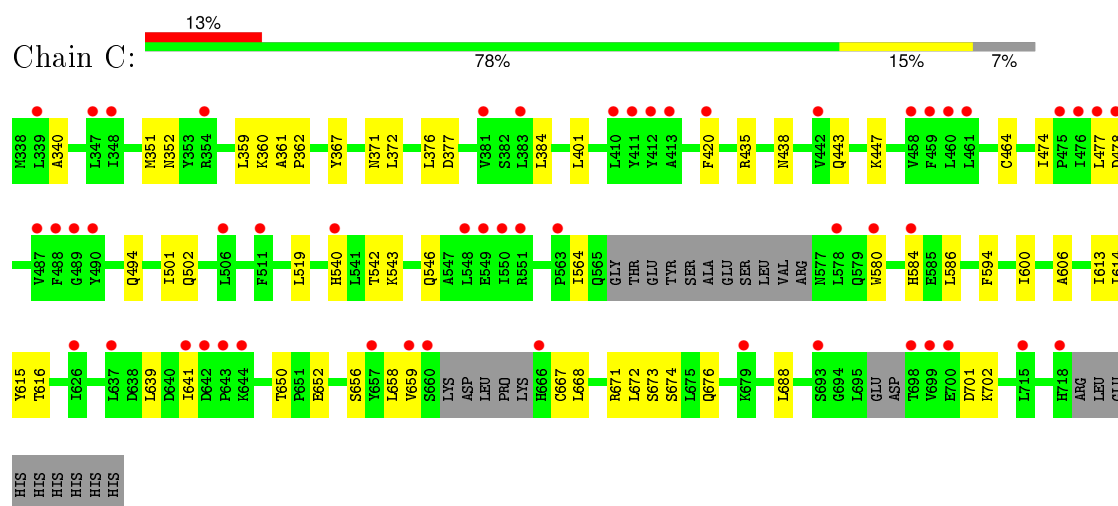 13%
Chain C:
78% 15% 7%
M338 L339 A340 L347 I348 M351 N352 Y353 R354 L359 K360 A361 P362 Y367 N371 L372 L376 D377 V381 S382 L383 L384 L401 L410 Y411 Y412 A413 F420 R435 N438 V442 Q443 K447 V458 F459 L460 L461 C464 I474 P475 I476 L477
V487 F488 G489 Y490 Q494 I501 Q502 L506 F511 L519 H540 L541 T542 K543 Q546 A547 L548 E549 I550 R551 P563 I564 Q565 GLY THR GLU TYR SER ALA GLU SER LEU VAL ARG N577 L578 Q579 W580 H584 E585 L586 F594 I600 A606 I613
Y615 T616 I626 L637 D638 L639 D640 I641 D642 P643 K644 T650 P651 E652 S656 Y657 L658 V659 S660 LYS ASP LEU PRO LYS H666 C667 L668 R671 L672 S673 S674 L675 Q676 K679 L688 S693 G694 L695 GLU ASP T698 V699 E700 D701 K702 L715 H718 ARG LEU
HIS HIS HIS HIS HIS HIS